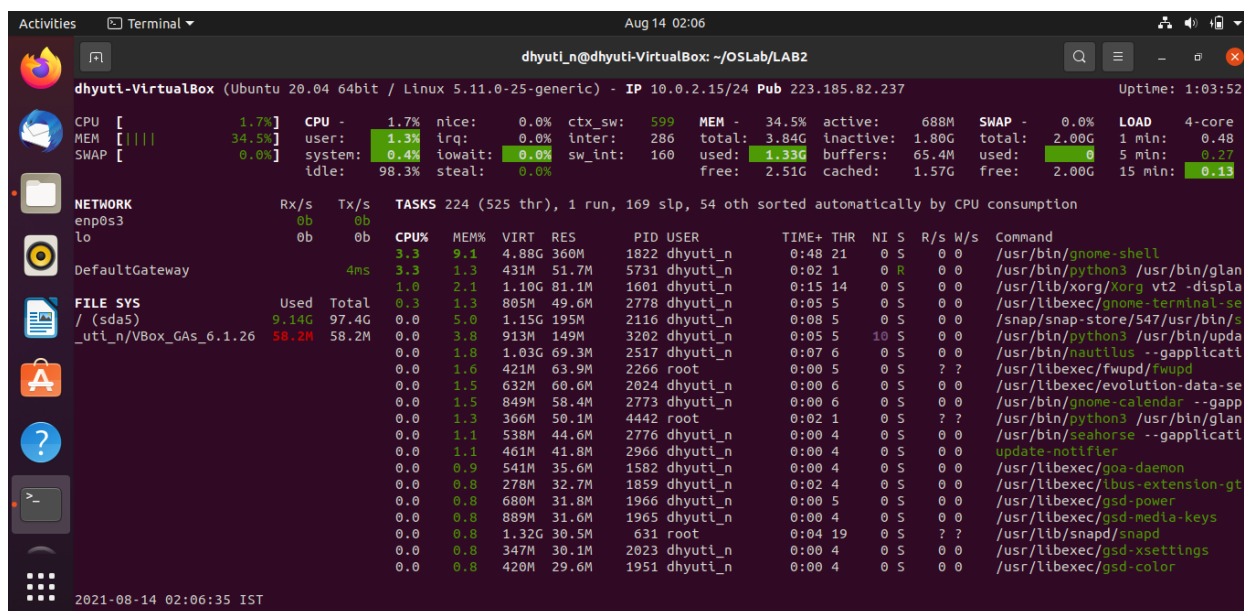 Activities Terminal Aug 14 02:06
dhyuti_n@dhyuti-VirtualBox: ~/OSLab/LAB2
dhyuti-VirtualBox (Ubuntu 20.04 64bit / Linux 5.11.0-25-generic) - IP 10.0.2.15/24 Pub 223.185.82.237 Uptime: 1:03:52
CPU [ 1.7%] CPU - 1.7% nice: 0.0% ctx_sw: 599 MEM - 34.5% active: 688M SWAP - 0.0% LOAD 4-core
MEM [|||| 34.5%] user: 1.3% irq: 0.0% inter: 286 total: 3.84G inactive: 1.80G total: 2.00G 1 min: 0.48
SWAP [ 0.0%] system: 0.4% iowait: 0.0% sw_int: 160 used: 1.33G buffers: 65.4M used: 0 5 min: 0.27
idle: 98.3% steal: 0.0% free: 2.51G cached: 1.57G free: 2.00G 15 min: 0.13
NETWORK Rx/s Tx/s TASKS 224 (525 thr), 1 run, 169 slp, 54 oth sorted automatically by CPU consumption
enp0s3 0b 0b
lo 0b 0b CPU% MEM% VIRT RES PID USER TIME+ THR NI S R/s W/s Command
3.3 9.1 4.88G 360M 1822 dhyuti_n 0:48 21 0 S 0 0 /usr/bin/gnome-shell
DefaultGateway 4ms 3.3 1.3 431M 51.7M 5731 dhyuti_n 0:02 1 0 R 0 0 /usr/bin/python3 /usr/bin/glan
1.0 2.1 1.10G 81.1M 1601 dhyuti_n 0:15 14 0 S 0 0 /usr/lib/xorg/Xorg vt2 -displa
FILE SYS Used Total 0.3 1.3 805M 49.6M 2778 dhyuti_n 0:05 5 0 S 0 0 /usr/libexec/gnome-terminal-se
/ (sda5) 9.14G 97.4G 0.0 5.0 1.15G 195M 2116 dhyuti_n 0:08 5 0 S 0 0 /snap/snap-store/547/usr/bin/s
_uti_n/VBox_GAs_6.1.26 58.2M 58.2M 0.0 3.8 913M 149M 3202 dhyuti_n 0:05 5 10 S 0 0 /usr/bin/python3 /usr/bin/upda
0.0 1.8 1.03G 69.3M 2517 dhyuti_n 0:07 6 0 S 0 0 /usr/bin/nautilus --gapplicati
0.0 1.6 421M 63.9M 2266 root 0:00 5 0 S ? ? /usr/libexec/fwupd/fwupd
0.0 1.5 632M 60.6M 2024 dhyuti_n 0:00 6 0 S 0 0 /usr/libexec/evolution-data-se
0.0 1.5 849M 58.4M 2773 dhyuti_n 0:00 6 0 S 0 0 /usr/bin/gnome-calendar --gapp
0.0 1.3 366M 50.1M 4442 root 0:02 1 0 S ? ? /usr/bin/python3 /usr/bin/glan
0.0 1.1 538M 44.6M 2776 dhyuti_n 0:00 4 0 S 0 0 /usr/bin/seahorse --gapplicati
0.0 1.1 461M 41.8M 2966 dhyuti_n 0:00 4 0 S 0 0 update-notifier
0.0 0.9 541M 35.6M 1582 dhyuti_n 0:00 4 0 S 0 0 /usr/libexec/goa-daemon
0.0 0.8 278M 32.7M 1859 dhyuti_n 0:02 4 0 S 0 0 /usr/libexec/ibus-extension-gt
0.0 0.8 680M 31.8M 1966 dhyuti_n 0:00 5 0 S 0 0 /usr/libexec/gsd-power
0.0 0.8 889M 31.6M 1965 dhyuti_n 0:00 4 0 S 0 0 /usr/libexec/gsd-media-keys
0.0 0.8 1.32G 30.5M 631 root 0:04 19 0 S ? ? /usr/lib/snapd/snapd
0.0 0.8 347M 30.1M 2023 dhyuti_n 0:00 4 0 S 0 0 /usr/libexec/gsd-xsettings
0.0 0.8 420M 29.6M 1951 dhyuti_n 0:00 4 0 S 0 0 /usr/libexec/gsd-color
2021-08-14 02:06:35 IST